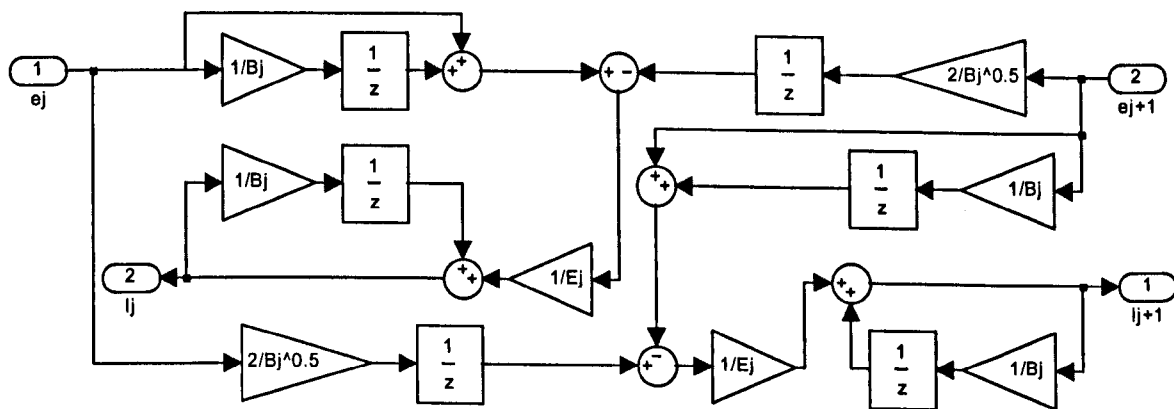 1
ej
1/Bj
1
z
+ +
+ -
1
z
2/Bj^0.5
2
ej+1
1/Bj
1
z
+ +
1
z
1/Bj
2
Ij
+ +
1/Ej
+ +
1
Ij+1
2/Bj^0.5
1
z
+ -
1/Ej
1
z
1/Bj